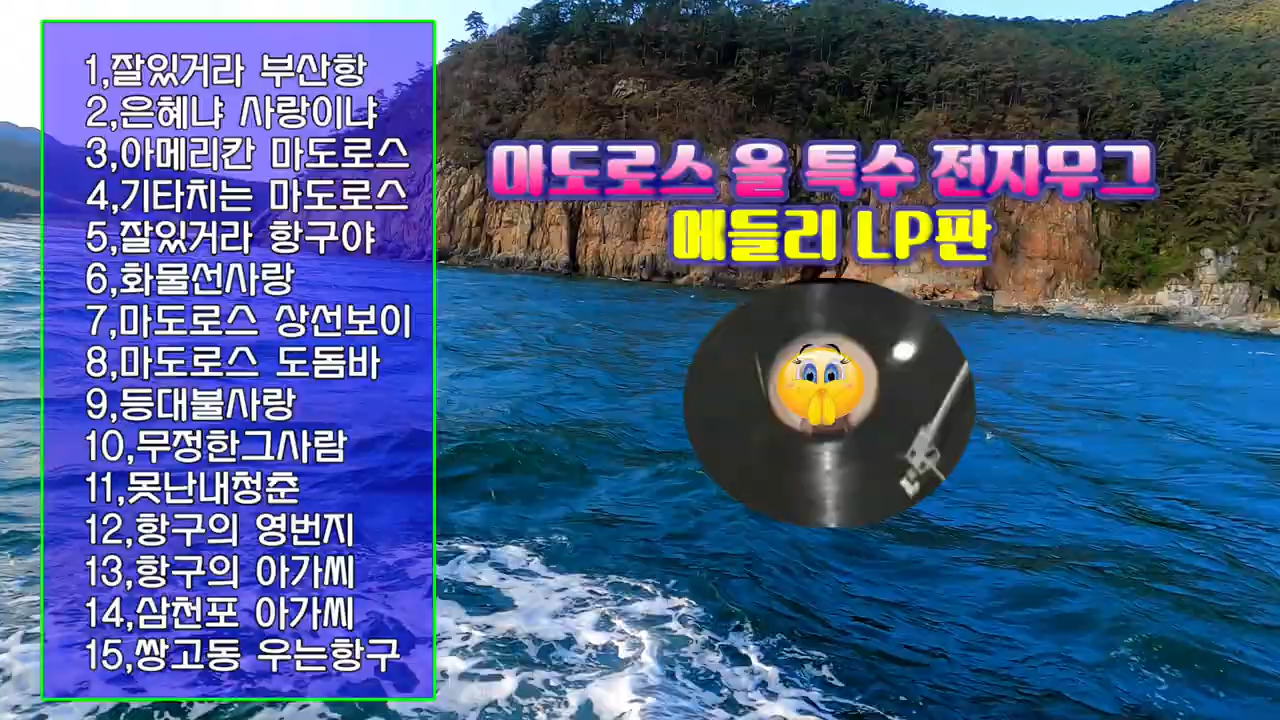 1,잘있거라 부산항
2,은혜냐 사랑이냐
3,아메리칸 마도로스
4,기타치는 마도로스
5,잘있거라 항구야
6,화물선사랑
7,마도로스 상선보이
8,마도로스 도돔바
9,등대불사랑
10,무정한그사람
11,못난내청춘
12,항구의 영번지
13,항구의 아가씨
14,삼천포 아가씨
15,쌍고동 우는항구
마도로스 올 특수 전자무그
메들리 LP판